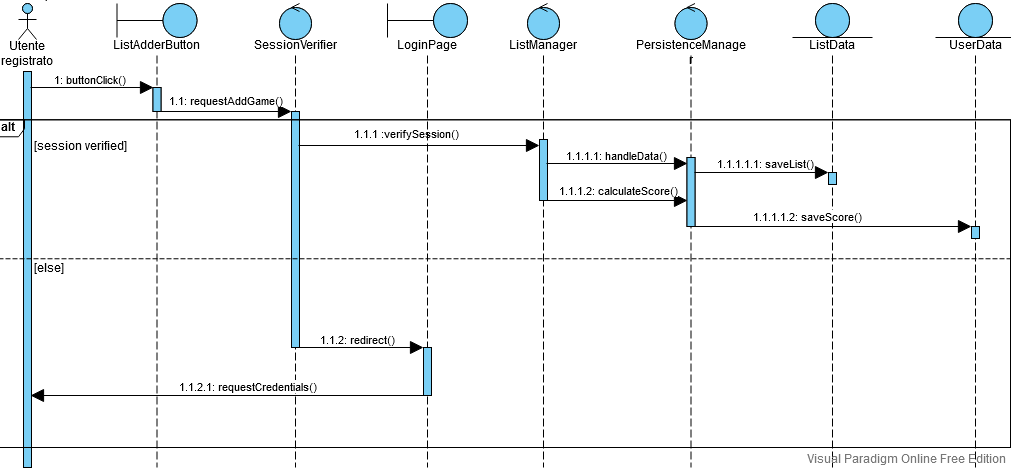 Utente
registrato
ListAdderButton
SessionVerifier
LoginPage
ListManager
PersistenceManage
r
ListData
UserData
1: buttonClick()
1.1: requestAddGame()
alt
[session verified]
1.1.1 :verifySession()
1.1.1.1: handleData()
1.1.1.1.1: saveList()
1.1.1.2: calculateScore()
1.1.1.1.2: saveScore()
[else]
1.1.2: redirect()
1.1.2.1: requestCredentials()
Visual Paradigm Online Free Edition